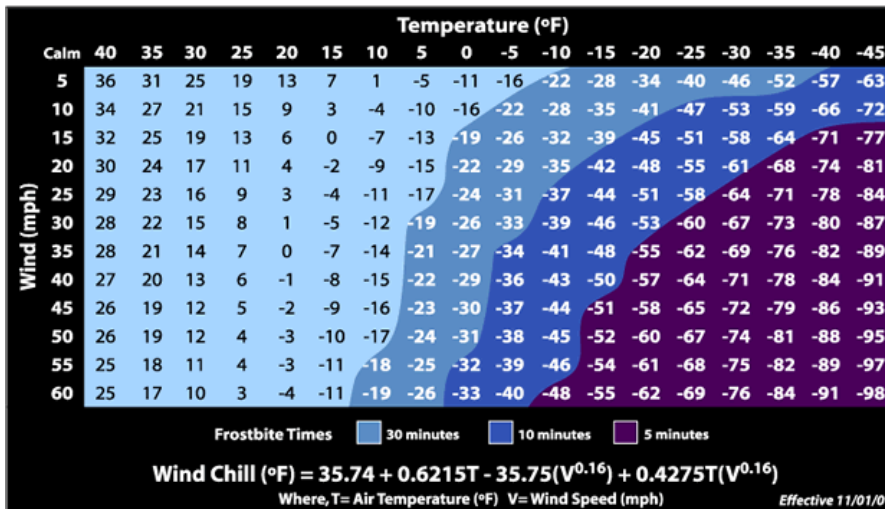 Temperature (ºF)
Calm 40 35 30 25 20 15 10 5 0 -5 -10 -15 -20 -25 -30 -35 -40 -45
Wind (mph)
5 36 31 25 19 13 7 1 -5 -11 -16 -22 -28 -34 -40 -46 -52 -57 -63
10 34 27 21 15 9 3 -4 -10 -16 -22 -28 -35 -41 -47 -53 -59 -66 -72
15 32 25 19 13 6 0 -7 -13 -19 -26 -32 -39 -45 -51 -58 -64 -71 -77
20 30 24 17 11 4 -2 -9 -15 -22 -29 -35 -42 -48 -55 -61 -68 -74 -81
25 29 23 16 9 3 -4 -11 -17 -24 -31 -37 -44 -51 -58 -64 -71 -78 -84
30 28 22 15 8 1 -5 -12 -19 -26 -33 -39 -46 -53 -60 -67 -73 -80 -87
35 28 21 14 7 0 -7 -14 -21 -27 -34 -41 -48 -55 -62 -69 -76 -82 -89
40 27 20 13 6 -1 -8 -15 -22 -29 -36 -43 -50 -57 -64 -71 -78 -84 -91
45 26 19 12 5 -2 -9 -16 -23 -30 -37 -44 -51 -58 -65 -72 -79 -86 -93
50 26 19 12 4 -3 -10 -17 -24 -31 -38 -45 -52 -60 -67 -74 -81 -88 -95
55 25 18 11 4 -3 -11 -18 -25 -32 -39 -46 -54 -61 -68 -75 -82 -89 -97
60 25 17 10 3 -4 -11 -19 -26 -33 -40 -48 -55 -62 -69 -76 -84 -91 -98
Frostbite Times 30 minutes 10 minutes 5 minutes
Wind Chill (ºF) = 35.74 + 0.6215T - 35.75(V^0.16) + 0.4275T(V^0.16)
Where, T= Air Temperature (ºF) V= Wind Speed (mph) Effective 11/01/0